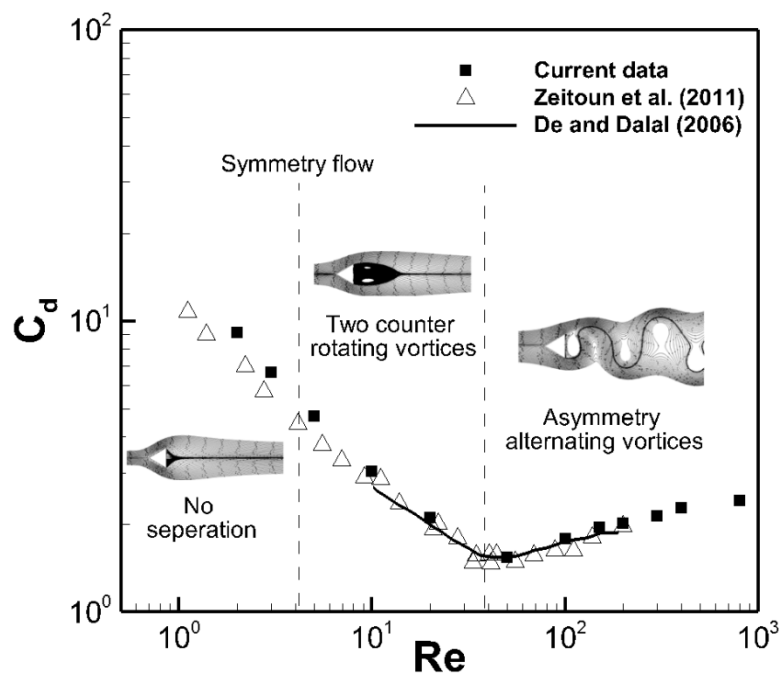 10²
Current data
Zeitoun et al. (2011)
De and Dalal (2006)
Symmetry flow
C_d
10¹
Two counter
rotating vortices
Asymmetry
alternating vortices
No
seperation
10⁰
10⁰
10¹
10²
10³
Re